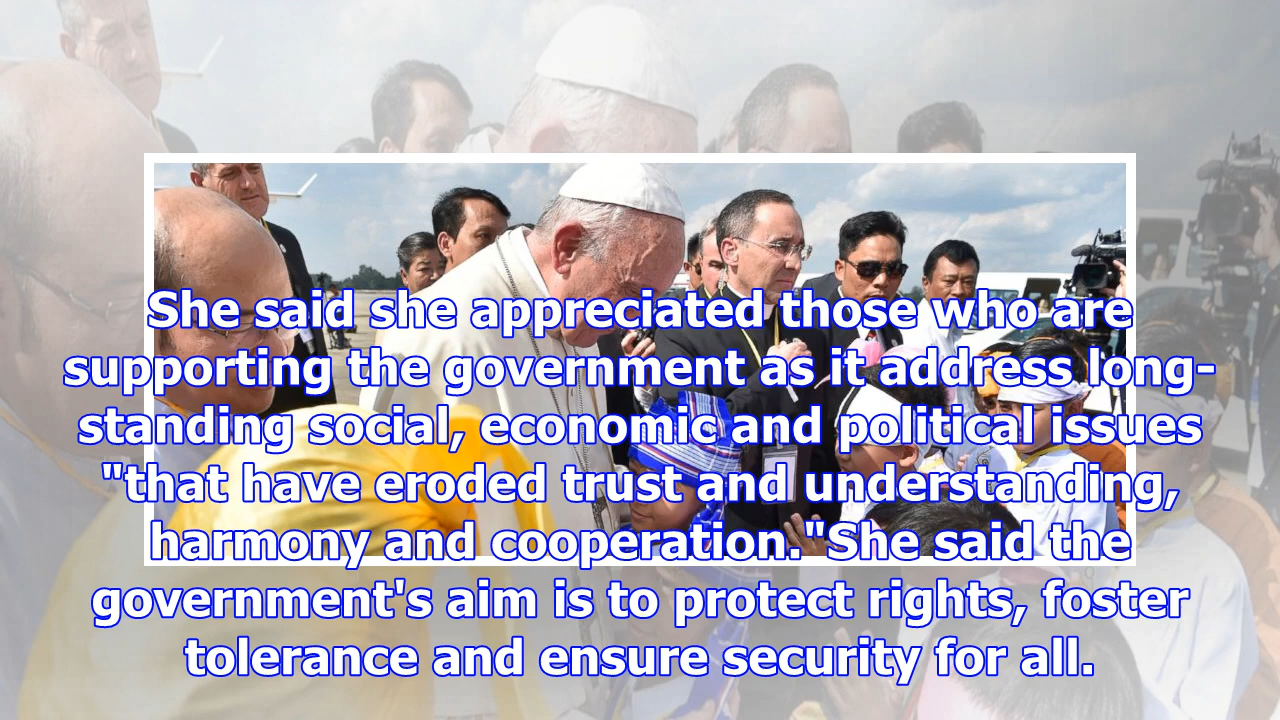 She said she appreciated those who are
supporting the government as it address long-
standing social, economic and political issues
"that have eroded trust and understanding,
harmony and cooperation."She said the
government's aim is to protect rights, foster
tolerance and ensure security for all.